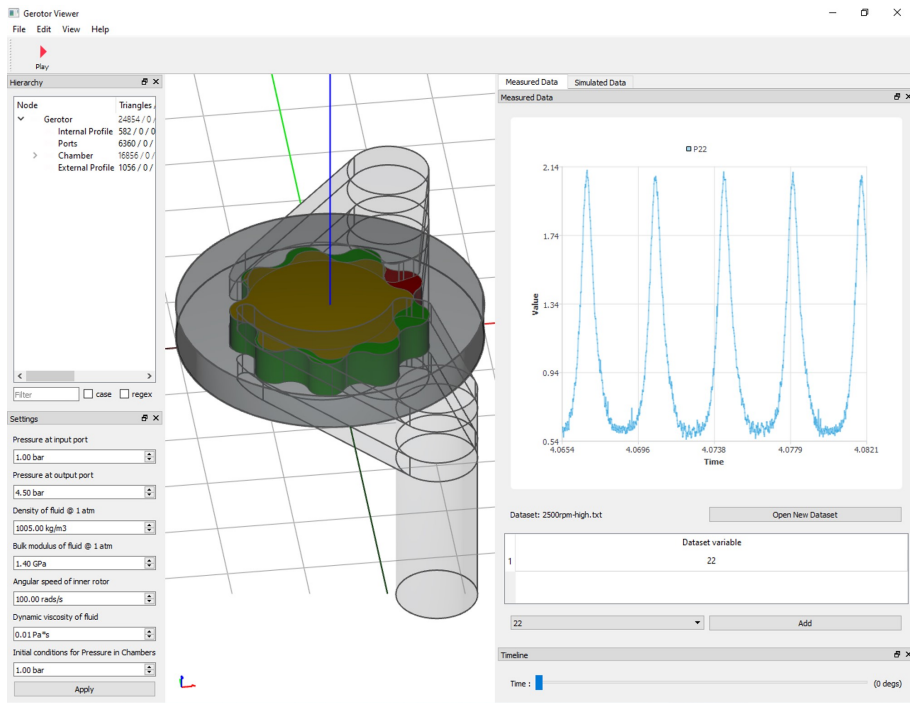 Gerotor Viewer
File Edit View Help
Play
Hierarchy
Node Triangles /
Gerotor 24854 / 0 /
Internal Profile 582 / 0 / 0
Ports 6360 / 0 /
Chamber 16856 / 0 /
External Profile 1056 / 0 /
Filter case regex
Settings
Pressure at input port
1.00 bar
Pressure at output port
4.50 bar
Density of fluid @ 1 atm
1005.00 kg/m3
Bulk modulus of fluid @ 1 atm
1.40 GPa
Angular speed of inner rotor
100.00 rads/s
Dynamic viscosity of fluid
0.01 Pa*s
Initial conditions for Pressure in Chambers
1.00 bar
Apply
Measured Data Simulated Data
Measured Data
P22
2.14
1.74
1.34
0.94
0.54
Value
4.0654 4.0696 4.0738 4.0779 4.0821
Time
Dataset: 2500rpm-high.txt Open New Dataset
Dataset variable
1 22
22 Add
Timeline
Time : (0 degs)